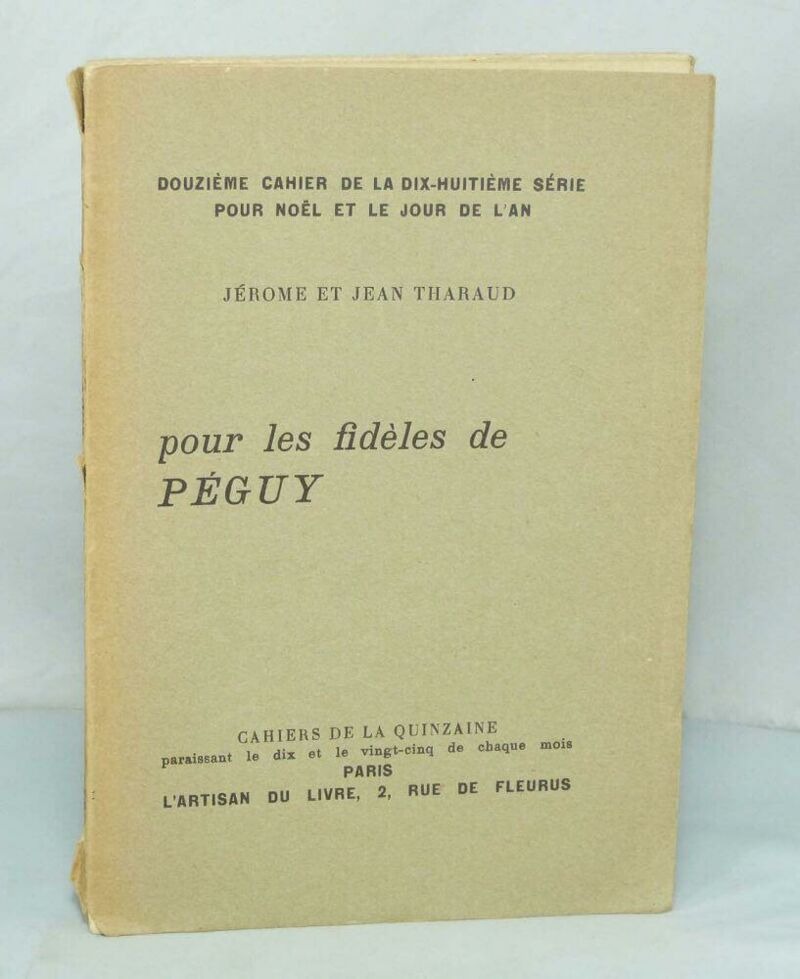 DOUZIÈME CAHIER DE LA DIX-HUITIÈME SÉRIE
POUR NOËL ET LE JOUR DE L'AN
JÉROME ET JEAN THARAUD
pour les fidèles de
PÉGUY
CAHIERS DE LA QUINZAINE
paraissant le dix et le vingt-cinq de chaque mois
PARIS
L'ARTISAN DU LIVRE, 2, RUE DE FLEURUS